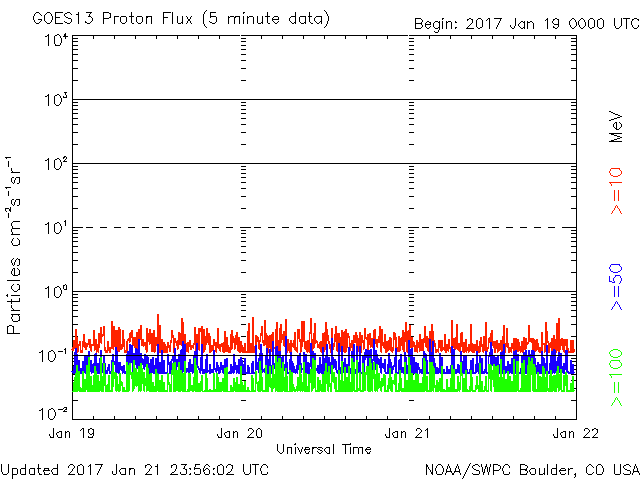 GOES13 Proton Flux (5 minute data)
Begin: 2017 Jan 19 0000 UTC
Particles cm⁻²s⁻¹sr⁻¹
10⁴
10³
10²
10¹
10⁰
10⁻¹
10⁻²
Jan 19
Jan 20
Jan 21
Jan 22
Universal Time
MeV
>=10
>=50
>=100
Updated 2017 Jan 21 23:56:02 UTC
NOAA/SWPC Boulder, CO USA